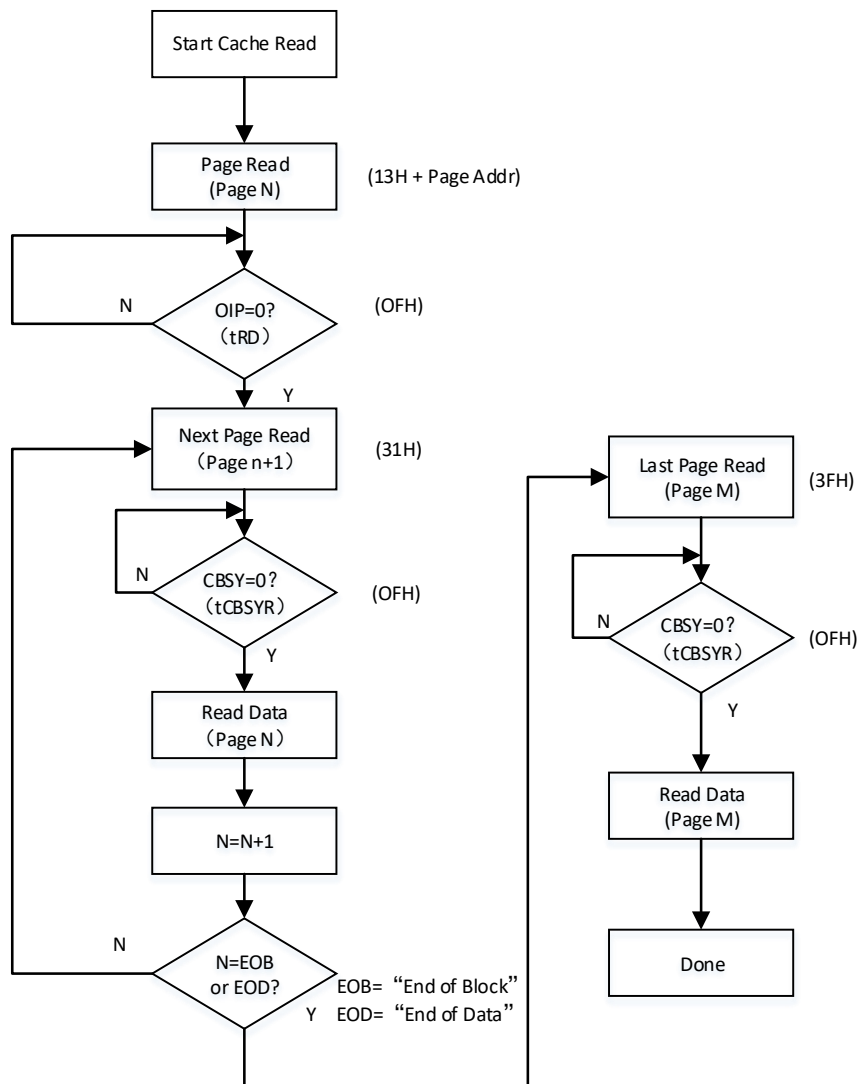 Start Cache Read
Page Read
(Page N)
(13H + Page Addr)
N
OIP=0?
（tRD）
(OFH)
Y
Next Page Read
（Page n+1）
(31H)
N
CBSY=0?
（tCBSYR）
(OFH)
Y
Read Data
（Page N）
N=N+1
N
N=EOB
or EOD?
Y
EOB= “End of Block”
EOD= “End of Data”
Last Page Read
(Page M)
(3FH)
N
CBSY=0?
（tCBSYR）
(OFH)
Y
Read Data
(Page M)
Done